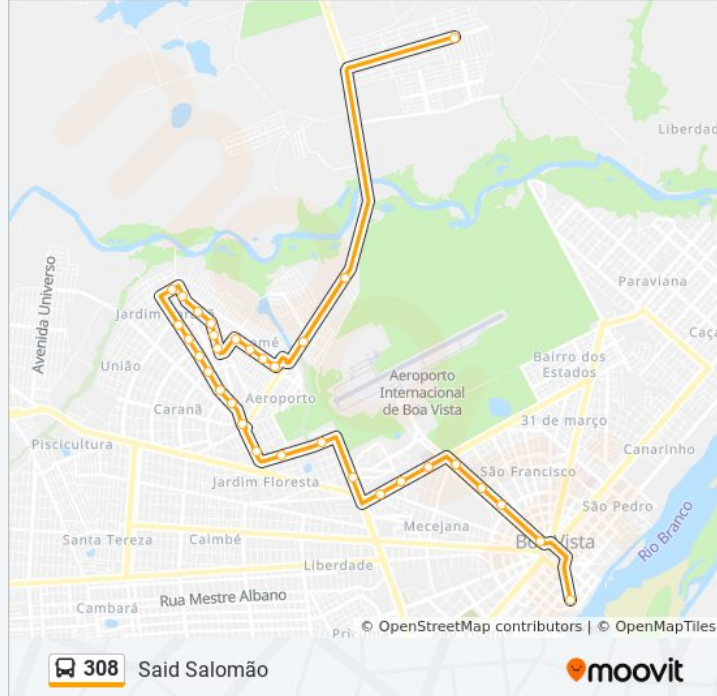 Liberdad
Avenida Universo
Paraviana
Jardim
Caça
União
Aeroporto
Internacional
de Boa Vista
Bairro dos
Estados
Aeroporto
Caranã
31 de março
Piscicultura
Canarinho
São Francisco
Jardim Floresta
São Pedro
Mecejana
Rio Branco
Santa Tereza
Caimbé
Vista
Liberdade
Rua Mestre Albano
Cambará
© OpenStreetMap contributors | © OpenMapTiles
308 Said Salomão
moovit